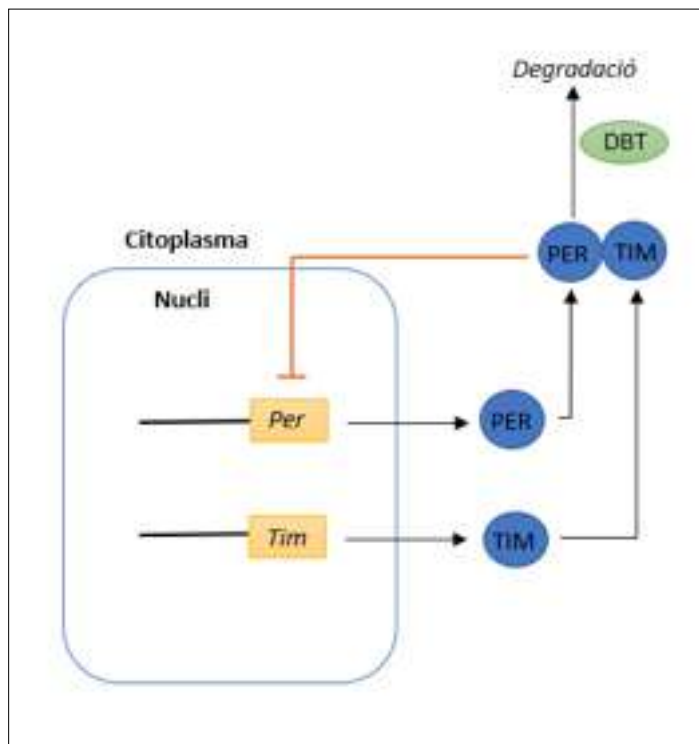 Degradació
DBT
Citoplasma
PER TIM
Nucli
Per
PER
Tim
TIM